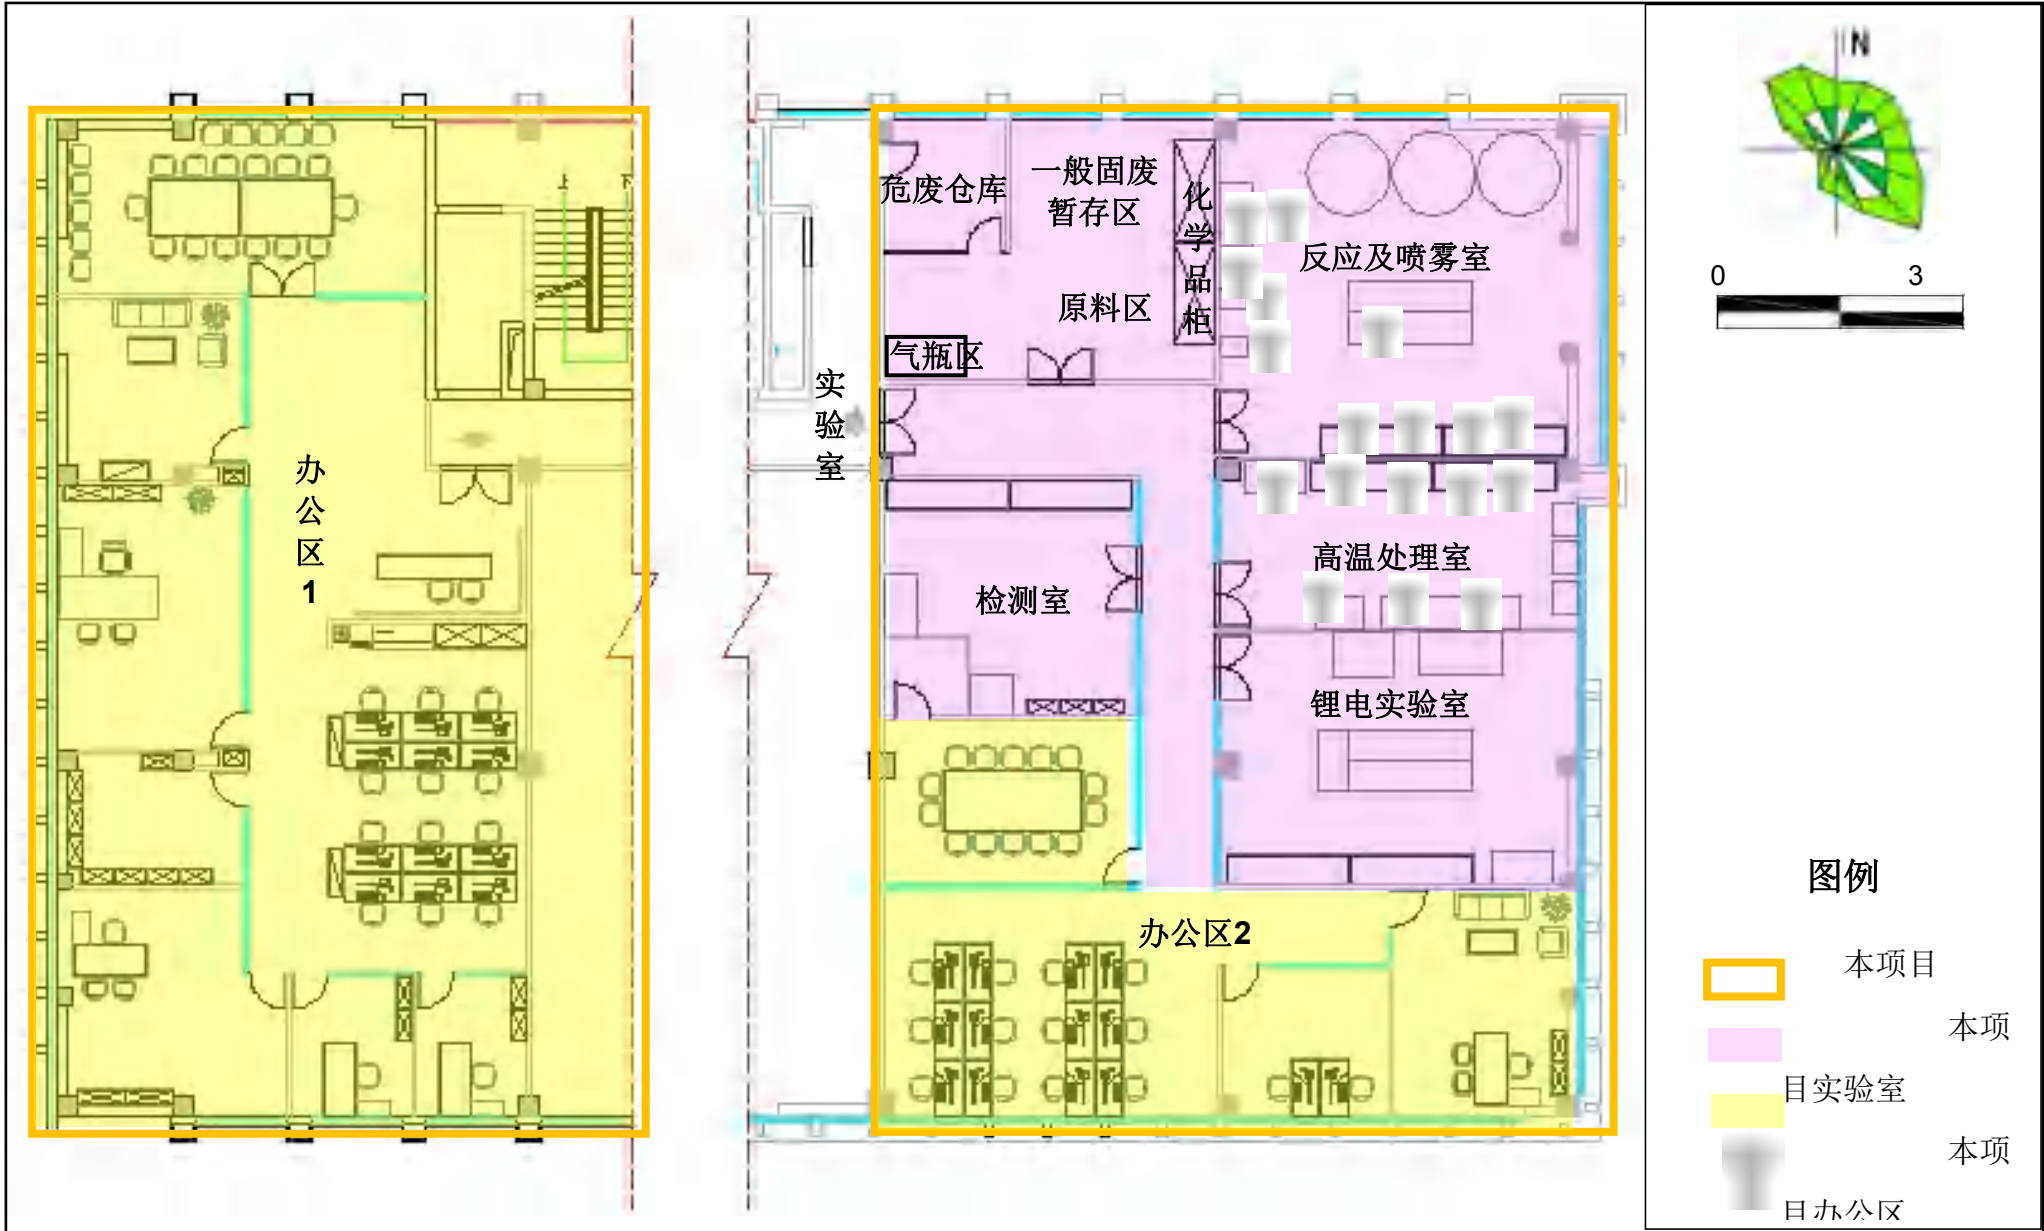 上
下
危废仓库
一般固废
暂存区
化学品柜
反应及喷雾室
原料区
气瓶区
实验室
办公区1
检测室
高温处理室
锂电实验室
办公区2
N
0 3
图例
本项目
本项
目实验室
本项
目办公区